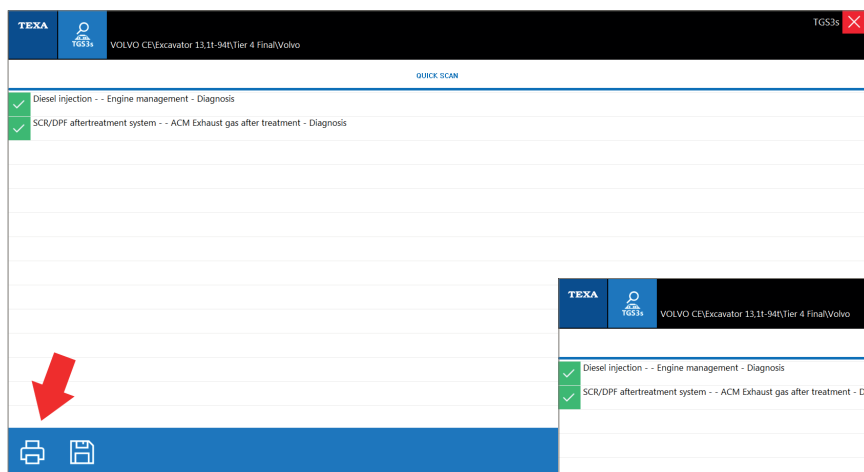 TEXA
TGS3s
VOLVO CE\Excavator 13,1t-94t\Tier 4 Final\Volvo
TGS3s
QUICK SCAN
Diesel injection - - Engine management - Diagnosis
SCR/DPF aftertreatment system - - ACM Exhaust gas after treatment - Diagnosis
TEXA
TGS3s
VOLVO CE\Excavator 13,1t-94t\Tier 4 Final\Volvo
Diesel injection - - Engine management - Diagnosis
SCR/DPF aftertreatment system - - ACM Exhaust gas after treatment - D